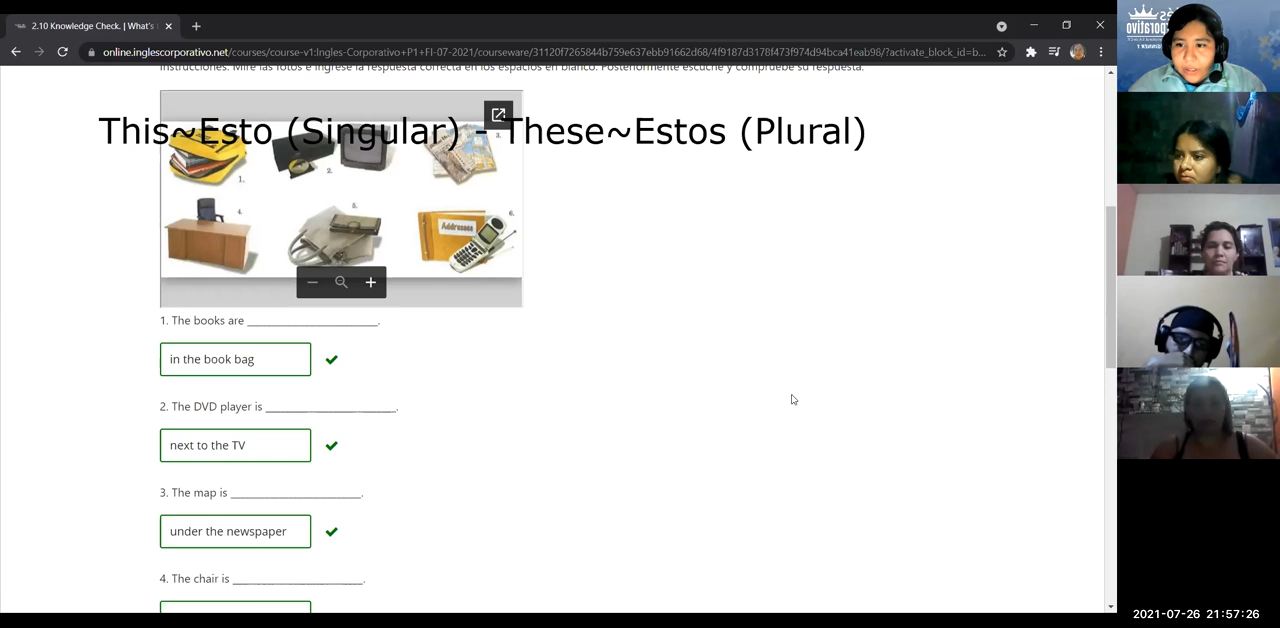 2.10 Knowledge Check. | What's
online.inglescorporativo.net/courses/course-v1:Ingles-Corporativo+P1+FI-07-2021/courseware/31120f7265844b759e637ebb91662d68/4f9187d3178f473f974d94bca41eab98/?activate_block_id=b...
Instrucciones: Mire las fotos e ingrese la respuesta correcta en los espacios en blanco. Posteriormente escuche y compruebe su respuesta.
This~Esto (Singular) - These~Estos (Plural)
1.
2.
3.
4.
5.
6.
Addresses
1. The books are ________________________.
in the book bag
2. The DVD player is ________________________.
next to the TV
3. The map is ________________________.
under the newspaper
4. The chair is ________________________.
2021-07-26 21:57:26